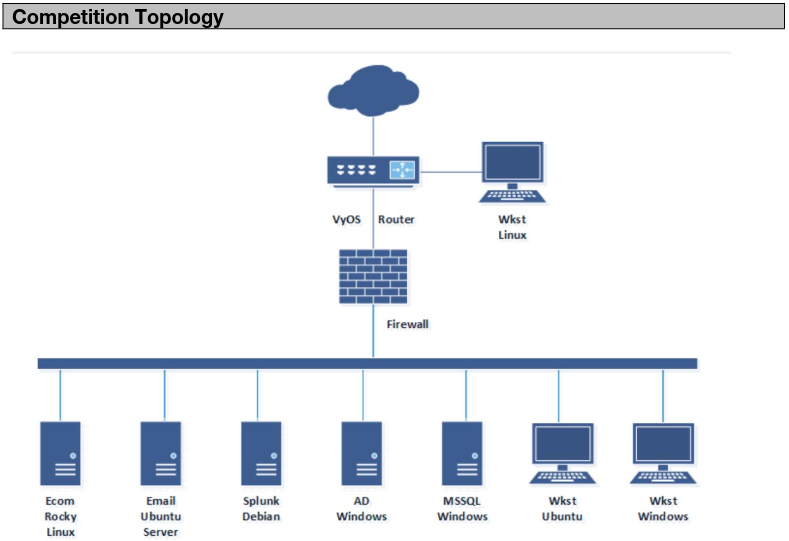 Competition Topology
VyOS Router
Wkst
Linux
Firewall
Ecom
Rocky
Linux
Email
Ubuntu
Server
Splunk
Debian
AD
Windows
MSSQL
Windows
Wkst
Ubuntu
Wkst
Windows